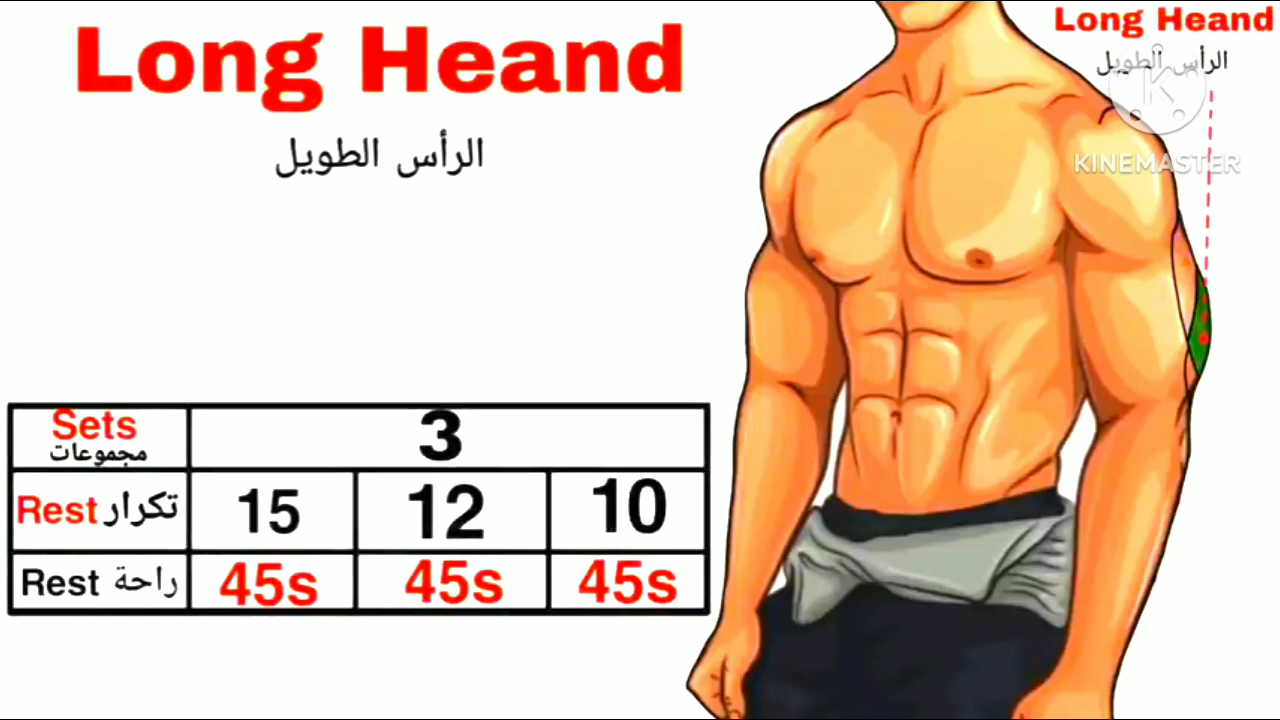 Long Heand
الرأس الطويل
Long Heand
الرأس الطويل
K
KINEMASTER
Sets 3
مجموعات
Rest تكرار 15 12 10
Rest راحة 45s 45s 45s